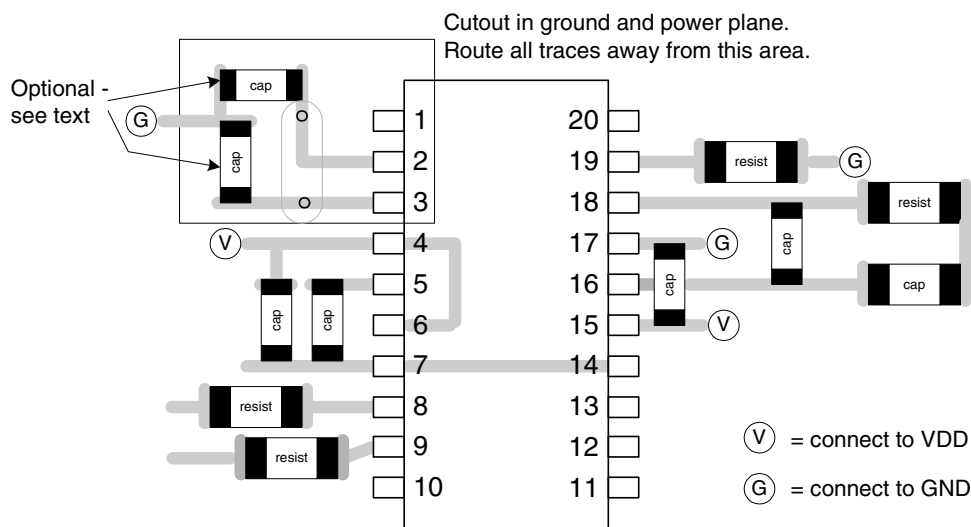 Cutout in ground and power plane.
Route all traces away from this area.
Optional -
see text
G
cap
cap
1
2
3
4
5
6
7
8
9
10
20
19
18
17
16
15
14
13
12
11
resist
G
resist
cap
cap
G
cap
V
V
cap
cap
resist
resist
V = connect to VDD
G = connect to GND